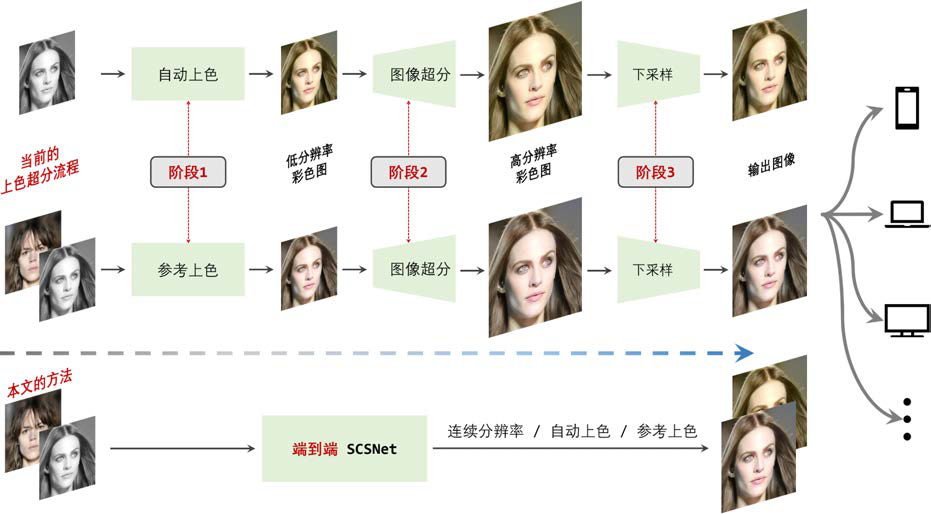 自动上色
图像超分
下采样
当前的
上色超分流程
阶段1
低分辨率
彩色图
阶段2
高分辨率
彩色图
阶段3
输出图像
参考上色
图像超分
下采样
本文的方法
端到端 SCSNet
连续分辨率 / 自动上色 / 参考上色